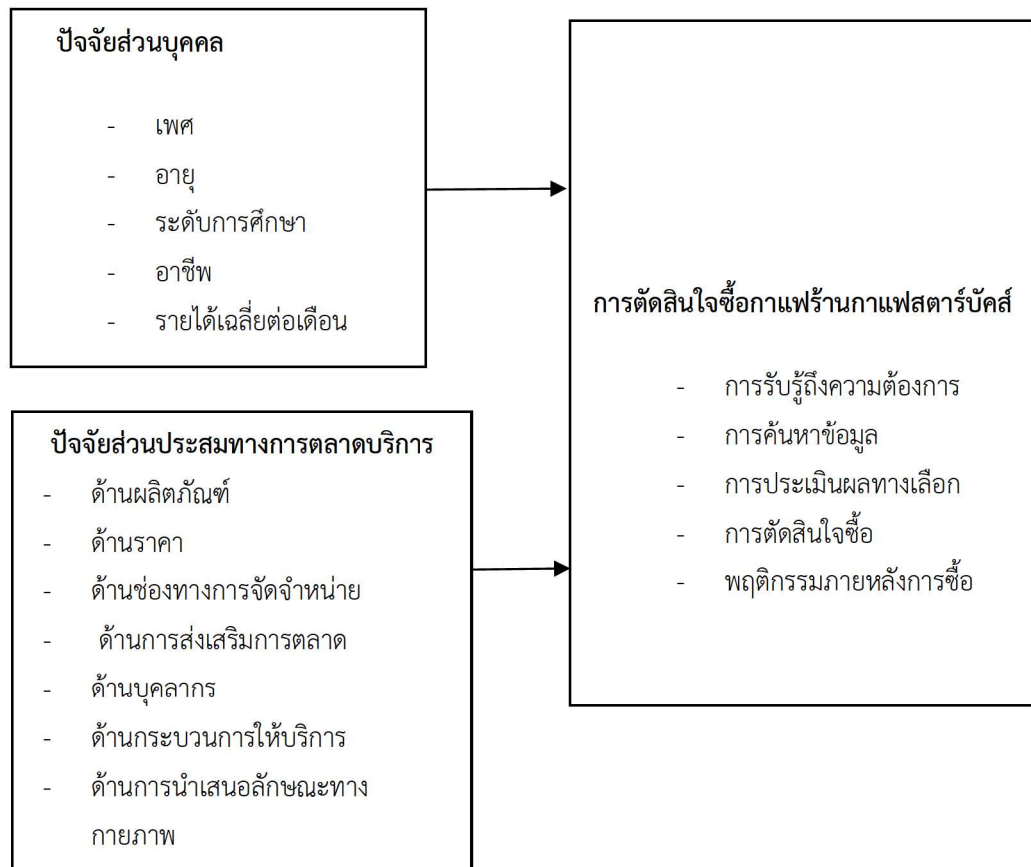 ปัจจัยส่วนบุคคล
- เพศ
- อายุ
- ระดับการศึกษา
- อาชีพ
- รายได้เฉลี่ยต่อเดือน
ปัจจัยส่วนประสมทางการตลาดบริการ
- ด้านผลิตภัณฑ์
- ด้านราคา
- ด้านช่องทางการจัดจำหน่าย
- ด้านการส่งเสริมการตลาด
- ด้านบุคลากร
- ด้านกระบวนการให้บริการ
- ด้านการนำเสนอลักษณะทาง
กายภาพ
การตัดสินใจซื้อกาแฟร้านกาแฟสตาร์บัคส์
- การรับรู้ถึงความต้องการ
- การค้นหาข้อมูล
- การประเมินผลทางเลือก
- การตัดสินใจซื้อ
- พฤติกรรมภายหลังการซื้อ